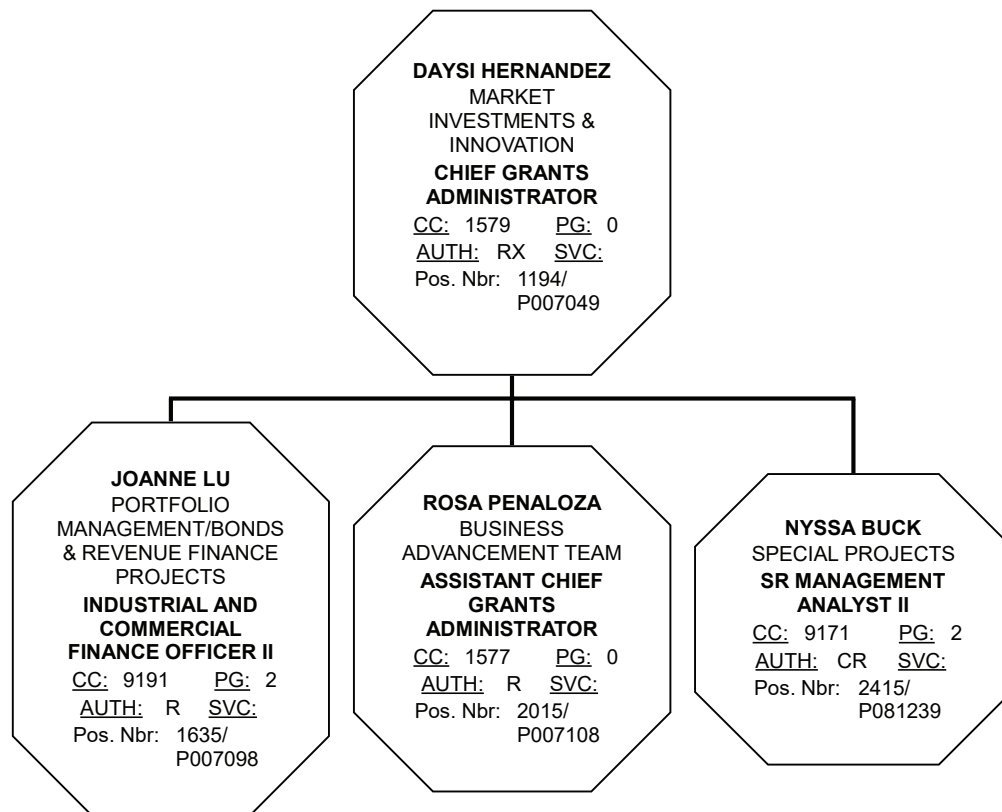 DAYSI HERNANDEZ
MARKET
INVESTMENTS &
INNOVATION
CHIEF GRANTS
ADMINISTRATOR
CC: 1579 PG: 0
AUTH: RX SVC:
Pos. Nbr: 1194/
P007049
JOANNE LU
PORTFOLIO
MANAGEMENT/BONDS
& REVENUE FINANCE
PROJECTS
INDUSTRIAL AND
COMMERCIAL
FINANCE OFFICER II
CC: 9191 PG: 2
AUTH: R SVC:
Pos. Nbr: 1635/
P007098
ROSA PENALOZA
BUSINESS
ADVANCEMENT TEAM
ASSISTANT CHIEF
GRANTS
ADMINISTRATOR
CC: 1577 PG: 0
AUTH: R SVC:
Pos. Nbr: 2015/
P007108
NYSSA BUCK
SPECIAL PROJECTS
SR MANAGEMENT
ANALYST II
CC: 9171 PG: 2
AUTH: CR SVC:
Pos. Nbr: 2415/
P081239